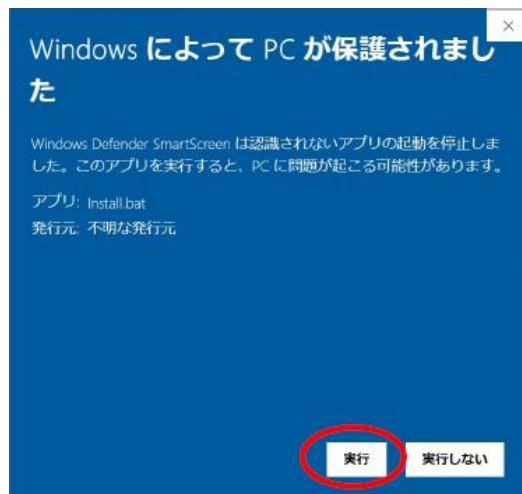 Windows によって PC が保護されまし
た
Windows Defender SmartScreen は認識されないアプリの起動を停止しま
した。このアプリを実行すると、PC に問題が起こる可能性があります。
アプリ: Install.bat
発行元: 不明な発行元
実行 実行しない